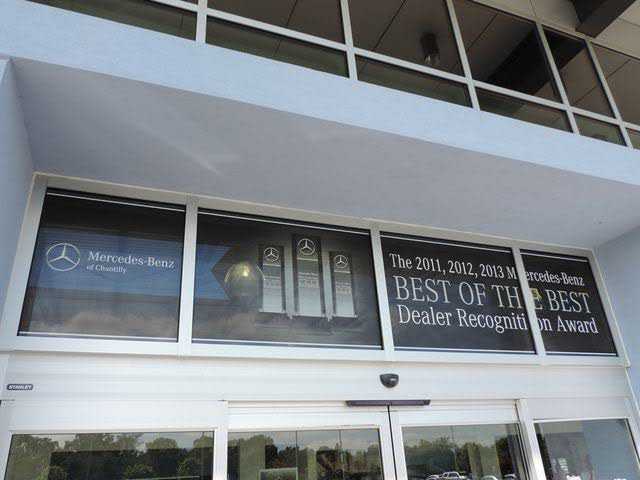 Mercedes-Benz
of Chantilly
The 2011, 2012, 2013 Mercedes-Benz
BEST OF THE BEST
Dealer Recognition Award
STANLEY